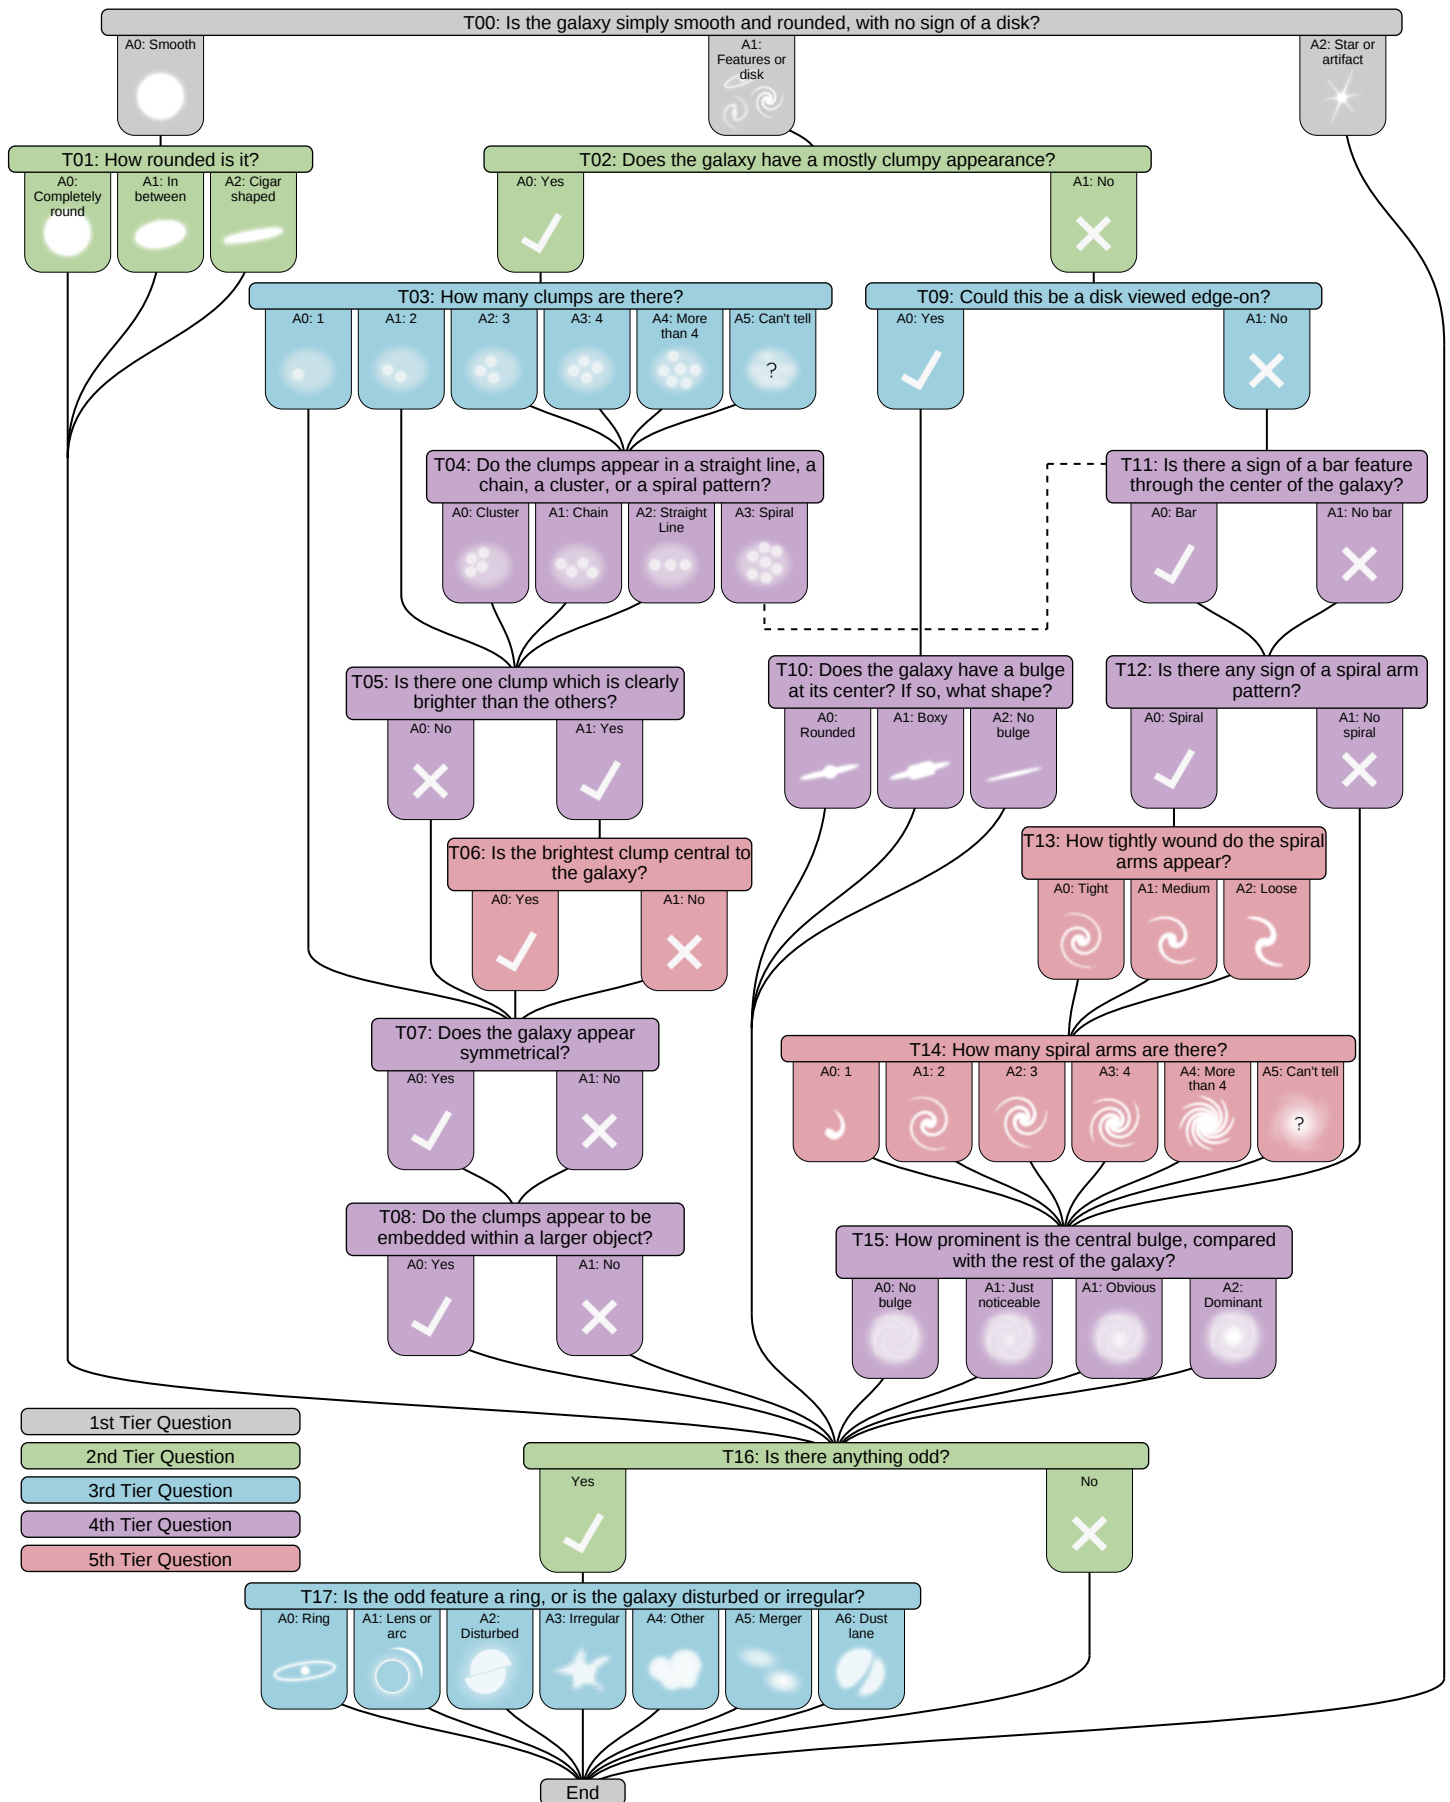 T00: Is the galaxy simply smooth and rounded, with no sign of a disk?
A0: Smooth
A1:
Features or
disk
A2: Star or
artifact
T01: How rounded is it?
A0:
Completely
round
A1: In
between
A2: Cigar
shaped
T02: Does the galaxy have a mostly clumpy appearance?
A0: Yes
A1: No
T03: How many clumps are there?
A0: 1
A1: 2
A2: 3
A3: 4
A4: More
than 4
A5: Can't tell
?
T09: Could this be a disk viewed edge-on?
A0: Yes
A1: No
T04: Do the clumps appear in a straight line, a
chain, a cluster, or a spiral pattern?
A0: Cluster
A1: Chain
A2: Straight
Line
A3: Spiral
T11: Is there a sign of a bar feature
through the center of the galaxy?
A0: Bar
A1: No bar
T05: Is there one clump which is clearly
brighter than the others?
A0: No
A1: Yes
T10: Does the galaxy have a bulge
at its center? If so, what shape?
A0:
Rounded
A1: Boxy
A2: No
bulge
T12: Is there any sign of a spiral arm
pattern?
A0: Spiral
A1: No
spiral
T06: Is the brightest clump central to
the galaxy?
A0: Yes
A1: No
T13: How tightly wound do the spiral
arms appear?
A0: Tight
A1: Medium
A2: Loose
T07: Does the galaxy appear
symmetrical?
A0: Yes
A1: No
T14: How many spiral arms are there?
A0: 1
A1: 2
A2: 3
A3: 4
A4: More
than 4
A5: Can't tell
?
T08: Do the clumps appear to be
embedded within a larger object?
A0: Yes
A1: No
T15: How prominent is the central bulge, compared
with the rest of the galaxy?
A0: No
bulge
A1: Just
noticeable
A1: Obvious
A2:
Dominant
1st Tier Question
2nd Tier Question
3rd Tier Question
4th Tier Question
5th Tier Question
T16: Is there anything odd?
Yes
No
T17: Is the odd feature a ring, or is the galaxy disturbed or irregular?
A0: Ring
A1: Lens or
arc
A2:
Disturbed
A3: Irregular
A4: Other
A5: Merger
A6: Dust
lane
End